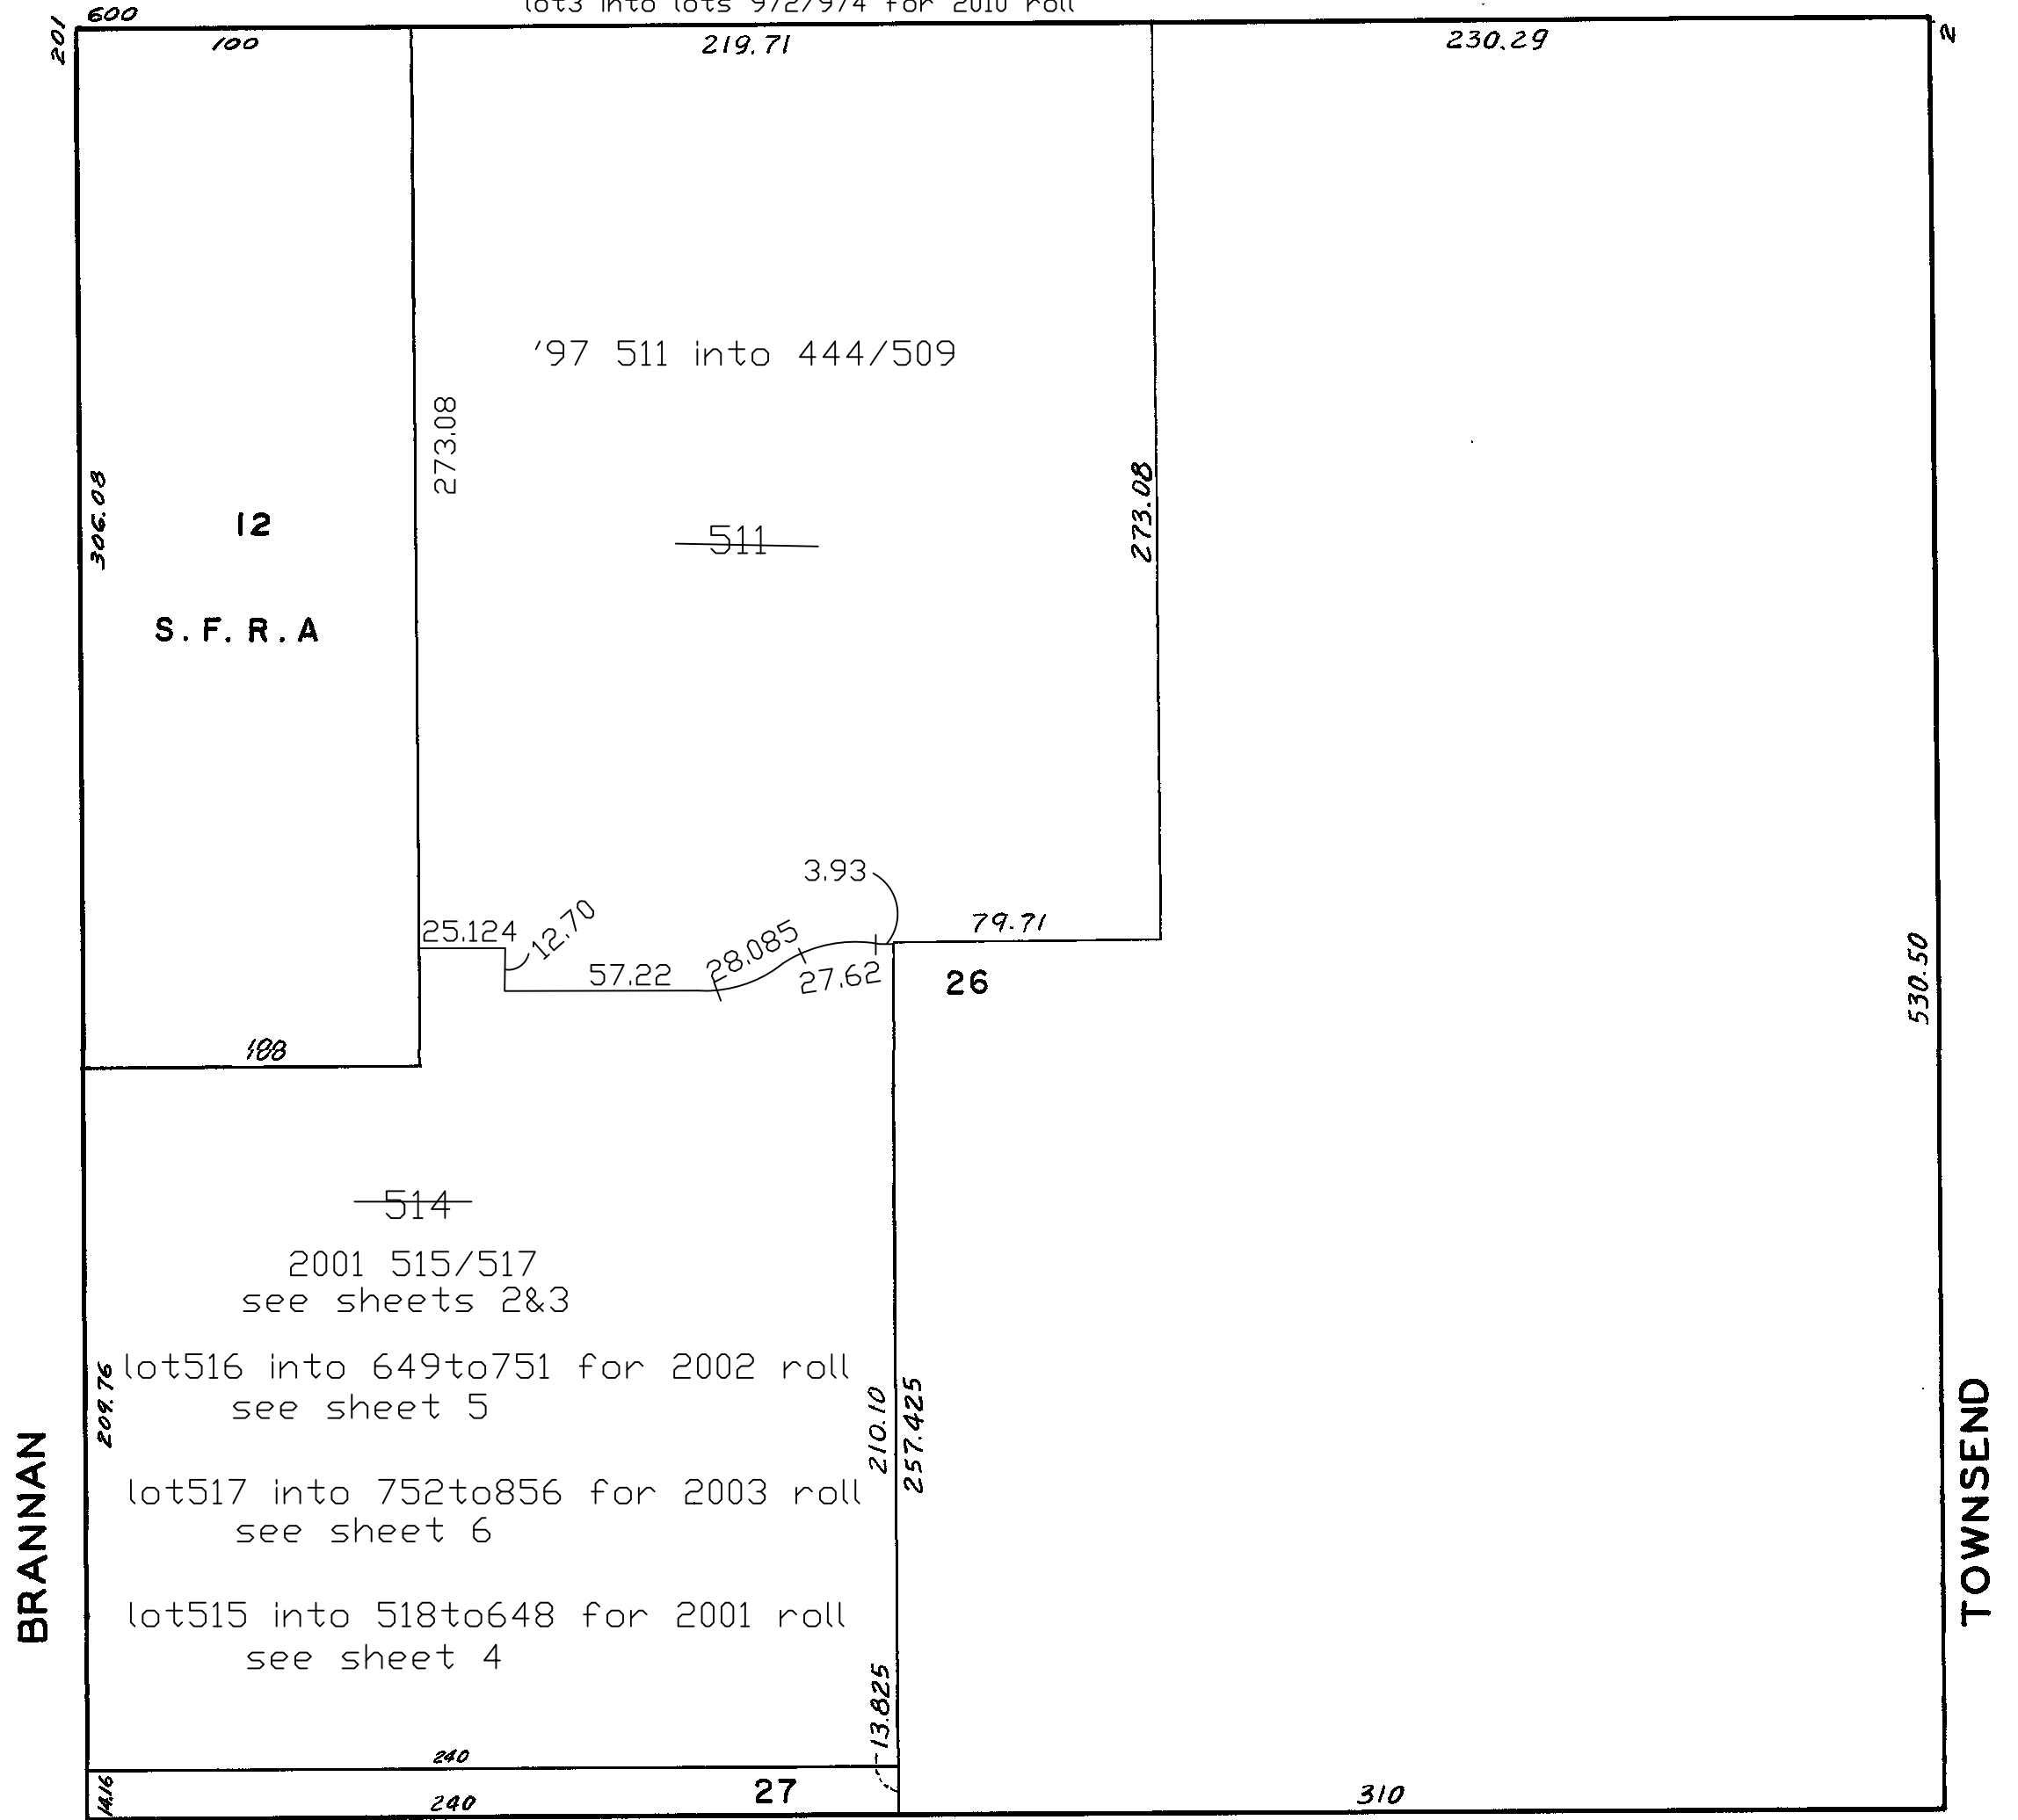 lot3 into lots 972/974 for 2010 roll
600
201
100
219.71
230.29
2
'97 511 into 444/509
273.08
306.08
12
273.08
511
S.F.R.A
3.93
25.124
12.70
79.71
28.085
57.22
27.62
26
530.50
514
2001 515/517
see sheets 2&3
lot516 into 649to751 for 2002 roll
see sheet 5
209.76
210.10
257.425
lot517 into 752to856 for 2003 roll
see sheet 6
BRANNAN
TOWNSEND
lot515 into 518to648 for 2001 roll
see sheet 4
13.825
240
14.16
27
240
310